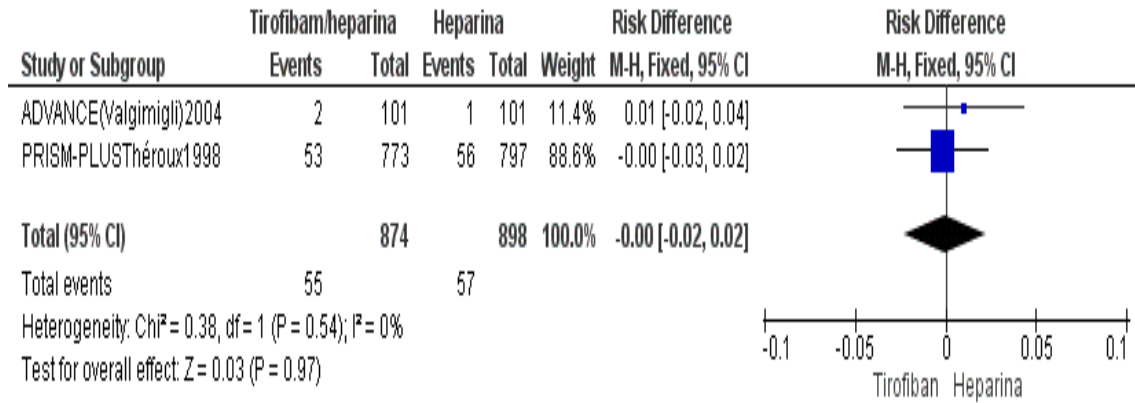 Tirofibam/heparina Heparina Risk Difference Risk Difference
Study or Subgroup Events Total Events Total Weight M-H, Fixed, 95% CI M-H, Fixed, 95% CI
ADVANCE(Valgimigli)2004 2 101 1 101 11.4% 0.01 [-0.02, 0.04]
PRISM-PLUSThéroux1998 53 773 56 797 88.6% -0.00 [-0.03, 0.02]
Total (95% CI) 874 898 100.0% -0.00 [-0.02, 0.02]
Total events 55 57
Heterogeneity: Chi² = 0.38, df = 1 (P = 0.54); I² = 0%
Test for overall effect: Z = 0.03 (P = 0.97)
-0.1 -0.05 0 0.05 0.1
Tirofiban Heparina